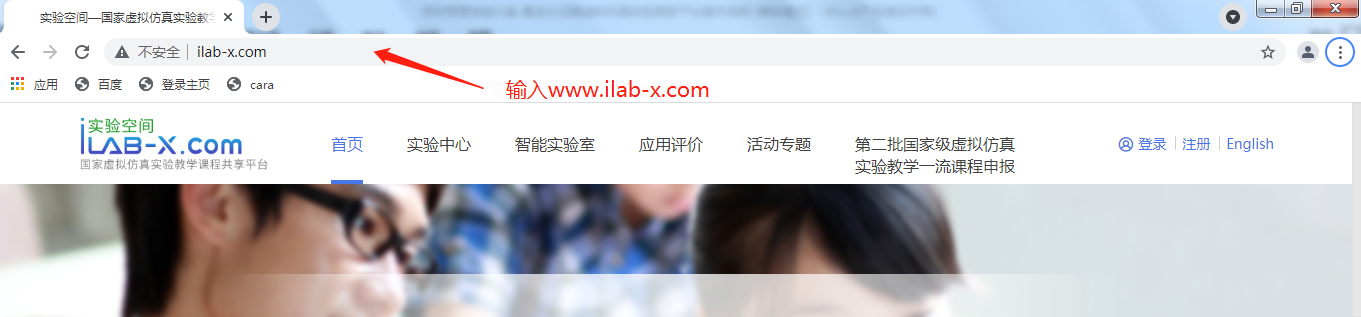 实验空间—国家虚拟仿真实验教学
不安全 ilab-x.com
应用 百度 登录主页 cara
输入www.ilab-x.com
实验空间
iLAB-X.com
国家虚拟仿真实验教学课程共享平台
首页 实验中心 智能实验室 应用评价 活动专题 第二批国家级虚拟仿真
实验教学一流课程申报
登录 注册 English